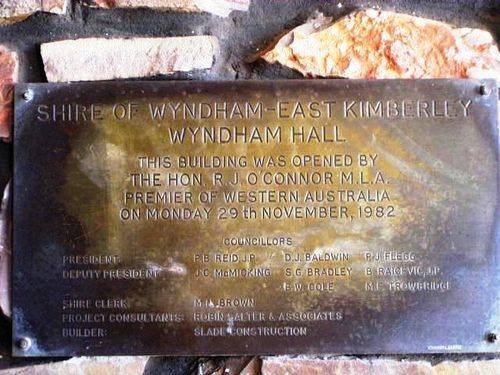 SHIRE OF WYNDHAM-EAST KIMBERLEY
WYNDHAM HALL
THIS BUILDING WAS OPENED BY
THE HON. R.J. O'CONNOR M.L.A.
PREMIER OF WESTERN AUSTRALIA
ON MONDAY 29th NOVEMBER, 1982
COUNCILLORS
PRESIDENT: P.B. REID J.P. D.J. BALDWIN P.J. FLEGG
DEPUTY PRESIDENT J.C. McMICKING S.G. BRADLEY B. RAICEVIC, J.P.
B.W. COLE M.E. TROWBRIDGE
SHIRE CLERK M.N. BROWN
PROJECT CONSULTANTS: ROBIN SALTER & ASSOCIATES
BUILDER: SLADE CONSTRUCTION